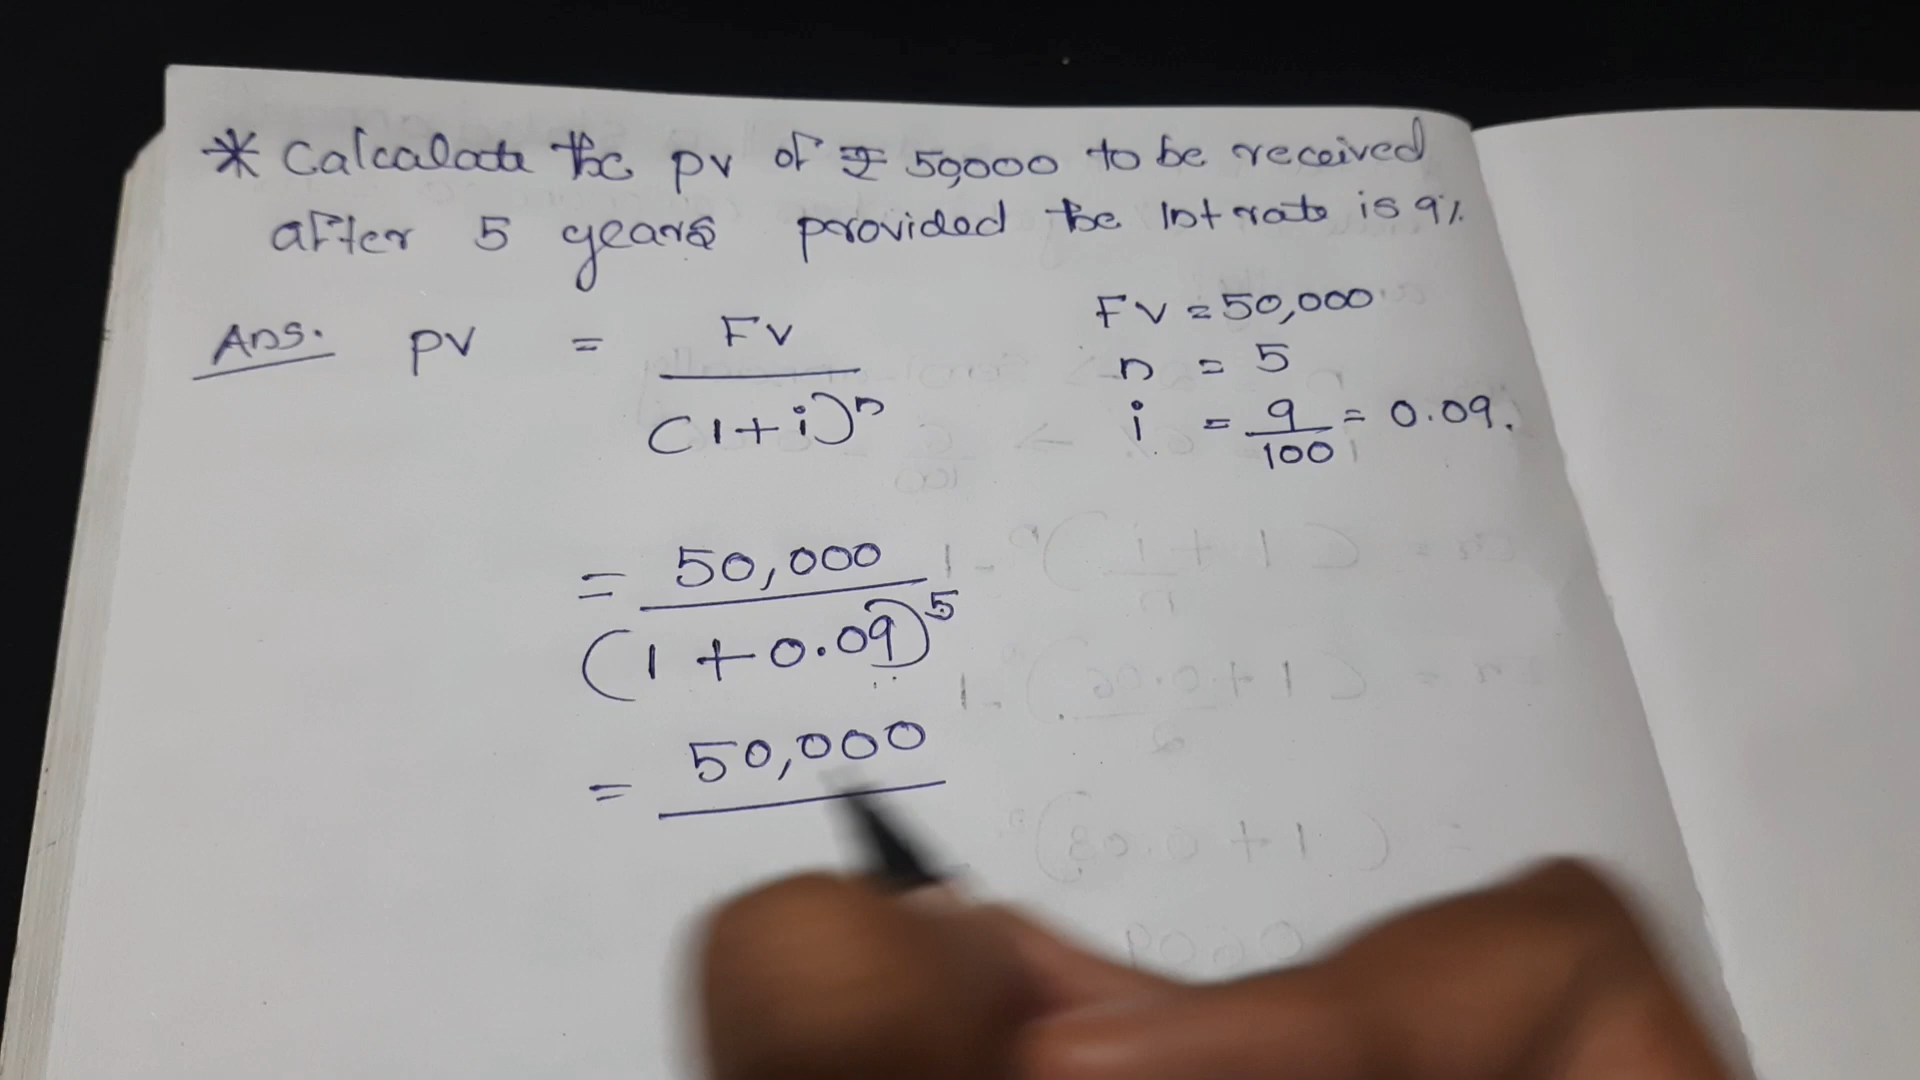 * Calculate the pv of ₹ 50,000 to be received
after 5 years provided the Int rate is 9%
Ans. pv = FV
(1+i)^n
FV = 50,000
n = 5
i = 9/100 = 0.09.
= 50,000
(1 + 0.09)^5
= 50,000